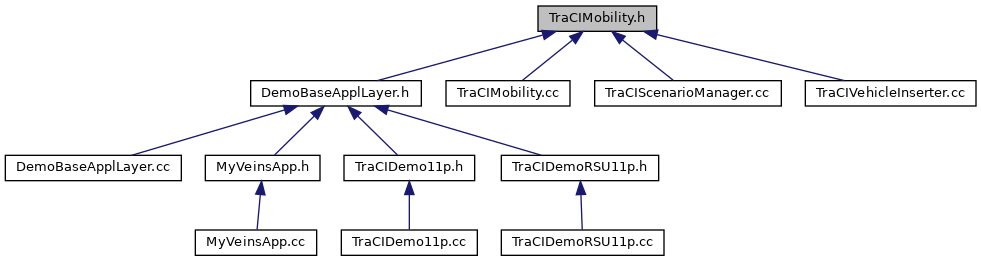 TraCIMobility.h
DemoBaseApplLayer.h
TraCIMobility.cc
TraCIScenarioManager.cc
TraCIVehicleInserter.cc
DemoBaseApplLayer.cc
MyVeinsApp.h
TraCIDemo11p.h
TraCIDemoRSU11p.h
MyVeinsApp.cc
TraCIDemo11p.cc
TraCIDemoRSU11p.cc